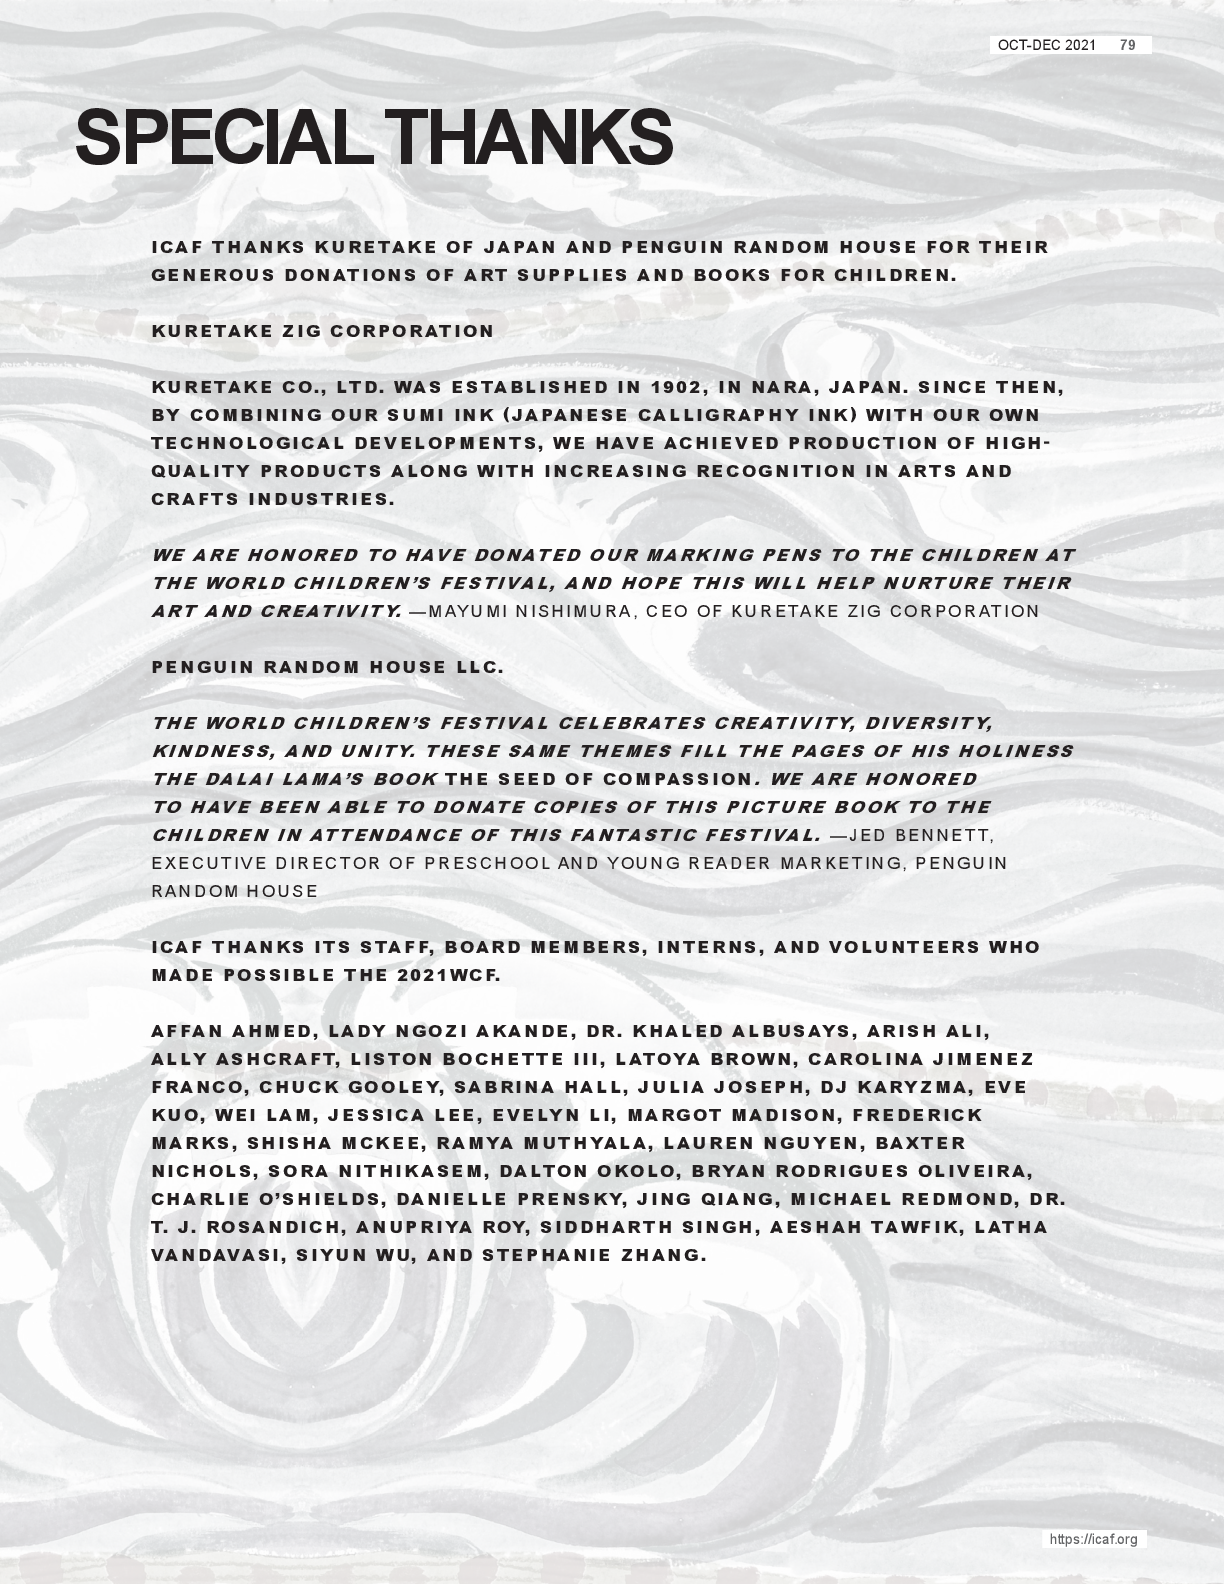 OCT-DEC 2021 79
SPECIAL THANKS
ICAF THANKS KURETAKE OF JAPAN AND PENGUIN RANDOM HOUSE FOR THEIR
GENEROUS DONATIONS OF ART SUPPLIES AND BOOKS FOR CHILDREN.
KURETAKE ZIG CORPORATION
KURETAKE CO., LTD. WAS ESTABLISHED IN 1902, IN NARA, JAPAN. SINCE THEN,
BY COMBINING OUR SUMI INK (JAPANESE CALLIGRAPHY INK) WITH OUR OWN
TECHNOLOGICAL DEVELOPMENTS, WE HAVE ACHIEVED PRODUCTION OF HIGH-
QUALITY PRODUCTS ALONG WITH INCREASING RECOGNITION IN ARTS AND
CRAFTS INDUSTRIES.
WE ARE HONORED TO HAVE DONATED OUR MARKING PENS TO THE CHILDREN AT
THE WORLD CHILDREN’S FESTIVAL, AND HOPE THIS WILL HELP NURTURE THEIR
ART AND CREATIVITY. —MAYUMI NISHIMURA, CEO OF KURETAKE ZIG CORPORATION
PENGUIN RANDOM HOUSE LLC.
THE WORLD CHILDREN’S FESTIVAL CELEBRATES CREATIVITY, DIVERSITY,
KINDNESS, AND UNITY. THESE SAME THEMES FILL THE PAGES OF HIS HOLINESS
THE DALAI LAMA’S BOOK THE SEED OF COMPASSION. WE ARE HONORED
TO HAVE BEEN ABLE TO DONATE COPIES OF THIS PICTURE BOOK TO THE
CHILDREN IN ATTENDANCE OF THIS FANTASTIC FESTIVAL. —JED BENNETT,
EXECUTIVE DIRECTOR OF PRESCHOOL AND YOUNG READER MARKETING, PENGUIN
RANDOM HOUSE
ICAF THANKS ITS STAFF, BOARD MEMBERS, INTERNS, AND VOLUNTEERS WHO
MADE POSSIBLE THE 2021WCF.
AFFAN AHMED, LADY NGOZI AKANDE, DR. KHALED ALBUSAYS, ARISH ALI,
ALLY ASHCRAFT, LISTON BOCHETTE III, LATOYA BROWN, CAROLINA JIMENEZ
FRANCO, CHUCK GOOLEY, SABRINA HALL, JULIA JOSEPH, DJ KARYZMA, EVE
KUO, WEI LAM, JESSICA LEE, EVELYN LI, MARGOT MADISON, FREDERICK
MARKS, SHISHA MCKEE, RAMYA MUTHYALA, LAUREN NGUYEN, BAXTER
NICHOLS, SORA NITHIKASEM, DALTON OKOLO, BRYAN RODRIGUES OLIVEIRA,
CHARLIE O’SHIELDS, DANIELLE PRENSKY, JING QIANG, MICHAEL REDMOND, DR.
T. J. ROSANDICH, ANUPRIYA ROY, SIDDHARTH SINGH, AESHAH TAWFIK, LATHA
VANDAVASI, SIYUN WU, AND STEPHANIE ZHANG.
https://icaf.org